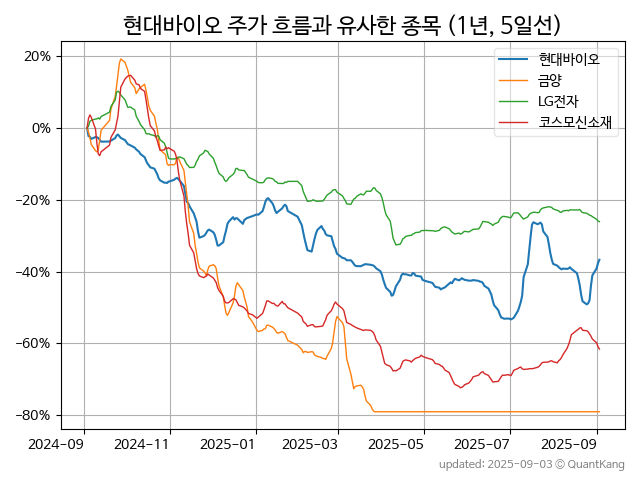 현대바이오 주가 흐름과 유사한 종목 (1년, 5일선)
현대바이오
금양
LG전자
코스모신소재
20%
0%
−20%
−40%
−60%
−80%
2024-09 2024-11 2025-01 2025-03 2025-05 2025-07 2025-09
updated: 2025-09-03 © QuantKang